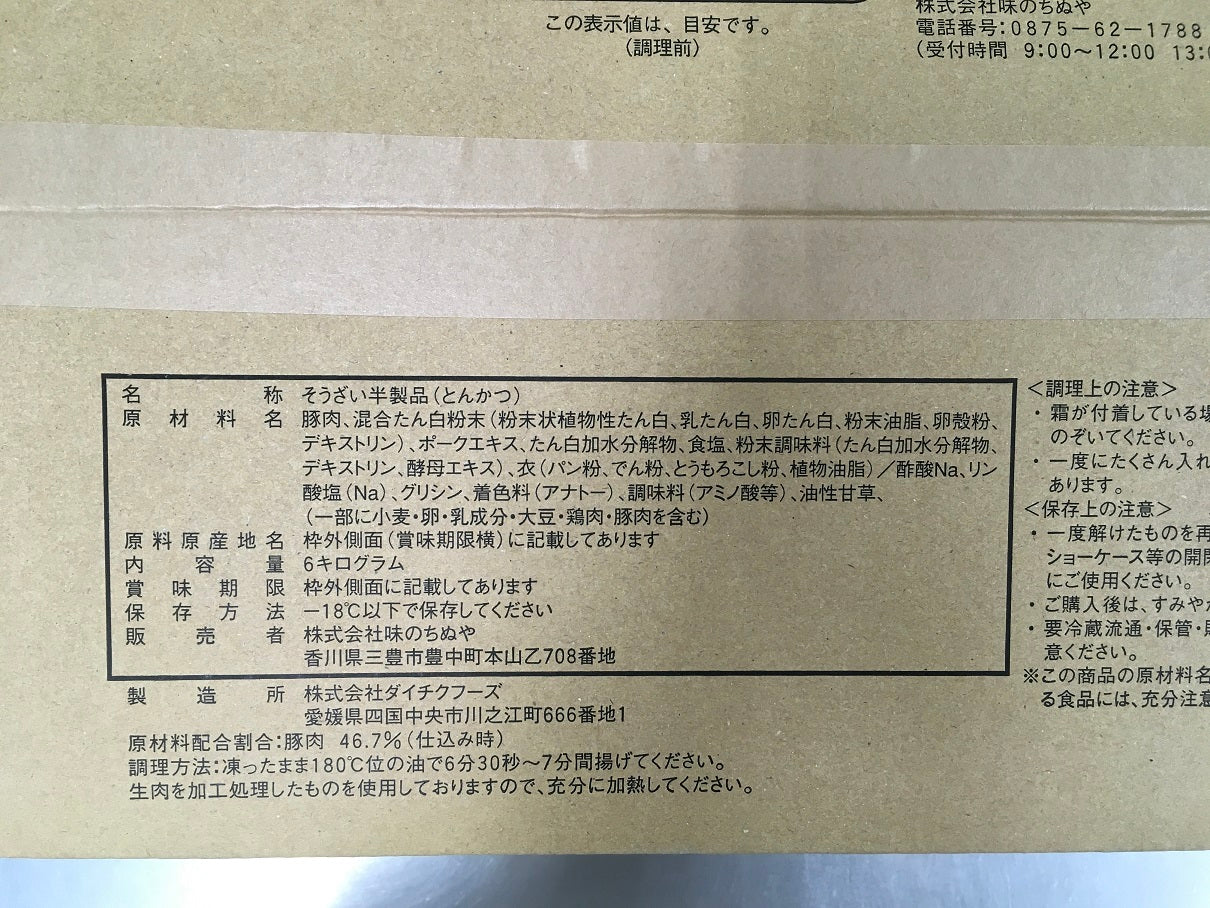 この表示値は、目安です。
(調理前)
株式会社味のちぬや
電話番号:0875-62-1788
(受付時間 9:00〜12:00 13:0
名称 そうざい半製品(とんかつ)
原材料名 豚肉、混合たん白粉末(粉末状植物性たん白、乳たん白、卵たん白、粉末油脂、卵殻粉、
デキストリン)、ポークエキス、たん白加水分解物、食塩、粉末調味料(たん白加水分解物、
デキストリン、酵母エキス)、衣(パン粉、でん粉、とうもろこし粉、植物油脂)/酢酸Na、リン
酸塩(Na)、グリシン、着色料(アナトー)、調味料(アミノ酸等)、油性甘草、
(一部に小麦・卵・乳成分・大豆・鶏肉・豚肉を含む)
原料原産地名 枠外側面(賞味期限横)に記載してあります
内容量 6キログラム
賞味期限 枠外側面に記載してあります
保存方法 -18℃以下で保存してください
販売者 株式会社味のちぬや
香川県三豊市豊中町本山乙708番地
製造所 株式会社ダイチクフーズ
愛媛県四国中央市川之江町666番地1
原材料配合割合:豚肉 46.7%(仕込み時)
調理方法:凍ったまま180℃位の油で6分30秒〜7分間揚げてください。
生肉を加工処理したものを使用しておりますので、充分に加熱してください。
<調理上の注意>
・霜が付着している場
のぞいてください。
・一度にたくさん入れ
あります。
<保存上の注意>
・一度解けたものを再
ショーケース等の開閉
にご使用ください。
・ご購入後は、すみやか
・要冷蔵流通・保管・販
意ください。
※この商品の原材料名
る食品には、充分注意